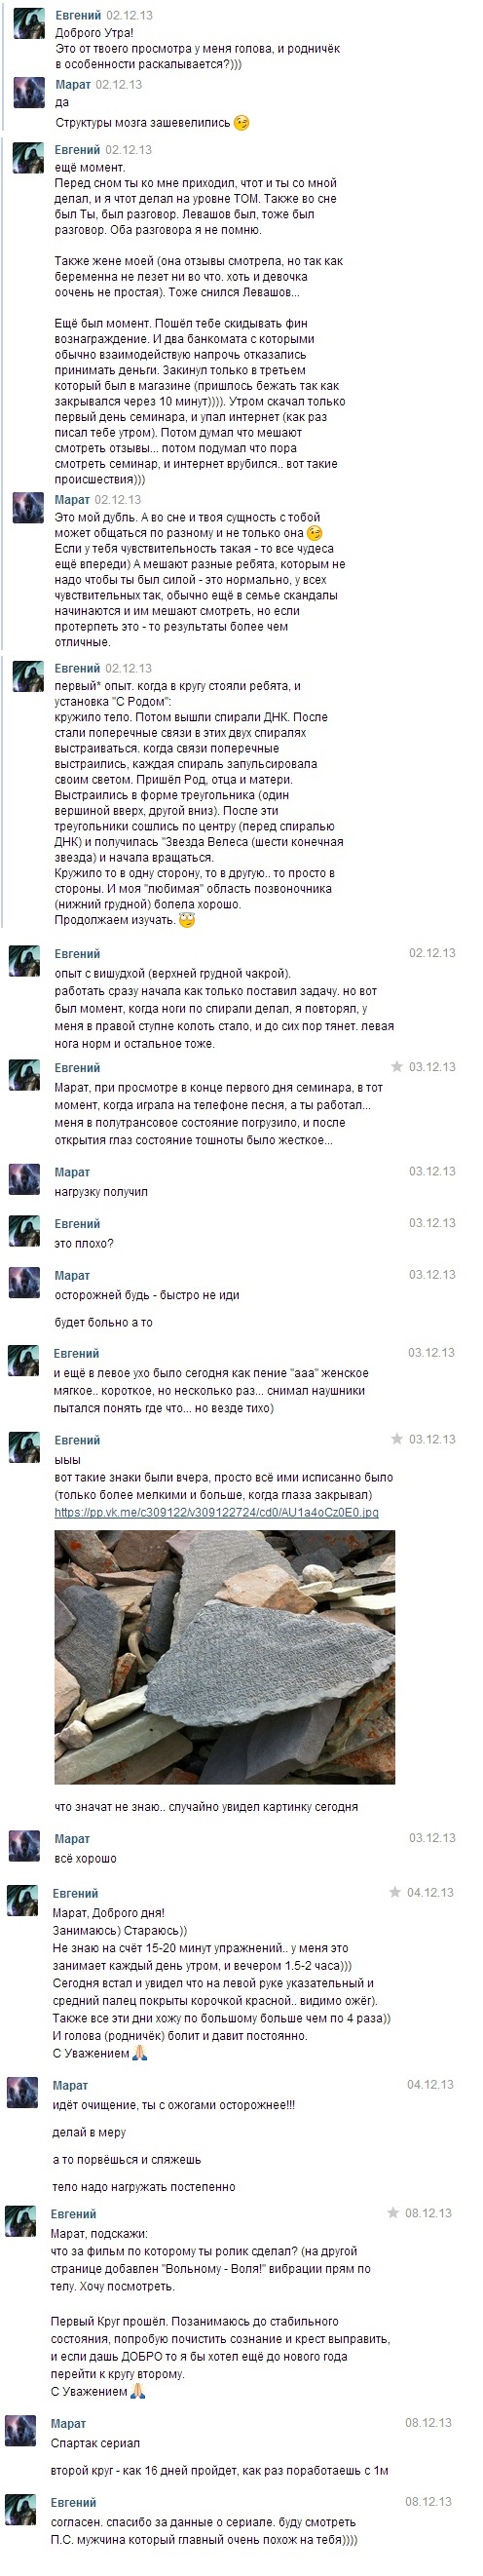 Евгений 02.12.13
Доброго Утра!
Это от твоего просмотра у меня голова, и родничёк
в особенности раскалывается?)))
Марат 02.12.13
да
Структуры мозга зашевелились 😉
Евгений 02.12.13
ещё момент.
Перед сном ты ко мне приходил, чтот и ты со мной
делал, и я чтот делал на уровне ТОМ. Также во сне
был Ты, был разговор. Левашов был, тоже был
разговор. Оба разговора я не помню.
Также жене моей (она отзывы смотрела, но так как
беременна не лезет ни во что. хоть и девочка
оочень не простая). Тоже снился Левашов...
Ещё был момент. Пошёл тебе скидывать фин
вознаграждение. И два банкомата с которыми
обычно взаимодействую напрочь отказались
принимать деньги. Закинул только в третьем
который был в магазине (пришлось бежать так как
закрывался через 10 минут)))). Утром скачал только
первый день семинара, и упал интернет (как раз
писал тебе утром). Потом думал что мешают
смотреть отзывы... потом подумал что пора
смотреть семинар, и интернет врубился.. вот такие
происшествия)))
Марат 02.12.13
Это мой дубль. А во сне и твоя сущность с тобой
может общаться по разному и не только она 😉
Если у тебя чувствительность такая - то все чудеса
ещё впереди) А мешают разные ребята, которым не
надо чтобы ты был силой - это нормально, у всех
чувствительных так, обычно ещё в семье скандалы
начинаются и им мешают смотреть, но если
протерпеть это - то результаты более чем
отличные.
Евгений 02.12.13
первый* опыт. когда в кругу стояли ребята, и
установка "С Родом":
кружило тело. Потом вышли спирали ДНК. После
стали поперечные связи в этих двух спиралях
выстраиваться. когда связи поперечные
выстраились, каждая спираль запульсировала
своим светом. Пришёл Род, отца и матери.
Выстраились в форме треугольника (один
вершиной вверх, другой вниз). После эти
треугольники сошлись по центру (перед спиралью
ДНК) и получилась "Звезда Велеса (шести конечная
звезда) и начала вращаться.
Кружило то в одну сторону, то в другую.. то просто в
стороны. И моя "любимая" область позвоночника
(нижний грудной) болела хорошо.
Продолжаем изучать. 😇
Евгений 02.12.13
опыт с вишудхой (верхней грудной чакрой).
работать сразу начала как только поставил задачу. но вот
был момент, когда ноги по спирали делал, я повторял, у
меня в правой ступне колоть стало, и до сих пор тянет. левая
нога норм и остальное тоже.
Евгений 03.12.13
Марат, при просмотре в конце первого дня семинара, в тот
момент, когда играла на телефоне песня, а ты работал...
меня в полутрансовое состояние погрузило, и после
открытия глаз состояние тошноты было жесткое...
Марат 03.12.13
нагрузку получил
Евгений 03.12.13
это плохо?
Марат 03.12.13
осторожней будь - быстро не иди
будет больно а то
Евгений 03.12.13
и ещё в левое ухо было сегодня как пение "ааа" женское
мягкое.. короткое, но несколько раз... снимал наушники
пытался понять где что... но везде тихо)
Евгений 03.12.13
ыыы
вот такие знаки были вчера, просто всё ими исписанно было
(только более мелкими и больше, когда глаза закрывал)
https://pp.vk.me/c309122/v309122724/cd0/AU1a4oCz0E0.jpg
что значат не знаю.. случайно увидел картинку сегодня
Марат 03.12.13
всё хорошо
Евгений 04.12.13
Марат, Доброго дня!
Занимаюсь) Стараюсь))
Не знаю на счёт 15-20 минут упражнений.. у меня это
занимает каждый день утром, и вечером 1.5-2 часа)))
Сегодня встал и увидел что на левой руке указательный и
средний палец покрыты корочкой красной.. видимо ожёг).
Также все эти дни хожу по большому больше чем по 4 раза))
И голова (родничёк) болит и давит постоянно.
С Уважением 🙏
Марат 04.12.13
идёт очищение, ты с ожогами осторожнее!!!
делай в меру
а то порвёшься и сляжешь
тело надо нагружать постепенно
Евгений 08.12.13
Марат, подскажи:
что за фильм по которому ты ролик сделал? (на другой
странице добавлен "Вольному - Воля!" вибрации прям по
телу. Хочу посмотреть.
Первый Круг прошёл. Позанимаюсь до стабильного
состояния, попробую почистить сознание и крест выправить,
и если дашь ДОБРО то я бы хотел ещё до нового года
перейти к кругу второму.
С Уважением 🙏
Марат 08.12.13
Спартак сериал
второй круг - как 16 дней пройдет, как раз поработаешь с 1м
Евгений 08.12.13
согласен. спасибо за данные о сериале. буду смотреть
П.С. мужчина который главный очень похож на тебя))))